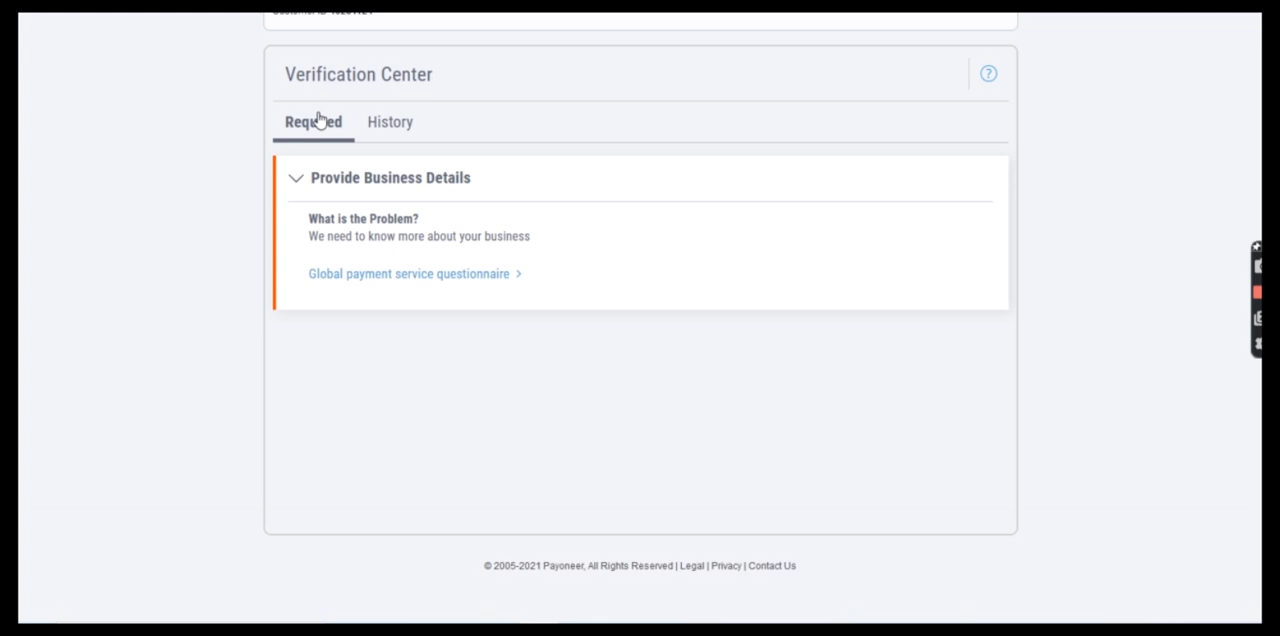 Verification Center
Required History
Provide Business Details
What is the Problem?
We need to know more about your business
Global payment service questionnaire >
© 2005-2021 Payoneer, All Rights Reserved | Legal | Privacy | Contact Us